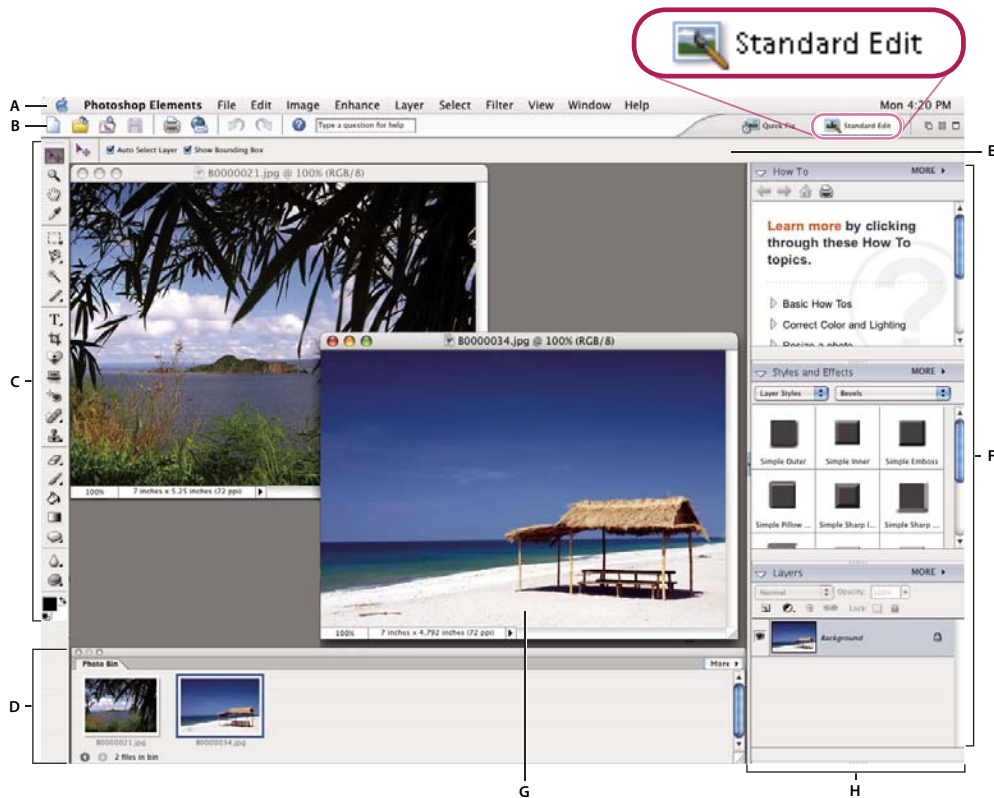 Standard Edit
A
Photoshop Elements File Edit Image Enhance Layer Select Filter View Window Help Mon 4:20 PM
B
Type a question for help
Quick Fix
Standard Edit
Auto Select Layer
Show Bounding Box
E
B0000021.jpg @ 100% (RGB/8)
How To
MORE
Learn more by clicking
through these How To
topics.
Basic How Tos
Correct Color and Lighting
Resize a photo
B0000034.jpg @ 100% (RGB/8)
C
Styles and Effects
MORE
Layer Styles
Bevels
Simple Outer
Simple Inner
Simple Emboss
F
100%
7 inches x 5.25 inches (72 ppi)
Simple Pillow ...
Simple Sharp I...
Simple Sharp ...
Layers
MORE
Normal
Opacity: 100%
Lock:
100%
7 inches x 4.792 inches (72 ppi)
Background
Photo Bin
More
D
B0000021.jpg
B0000034.jpg
2 files in bin
G
H